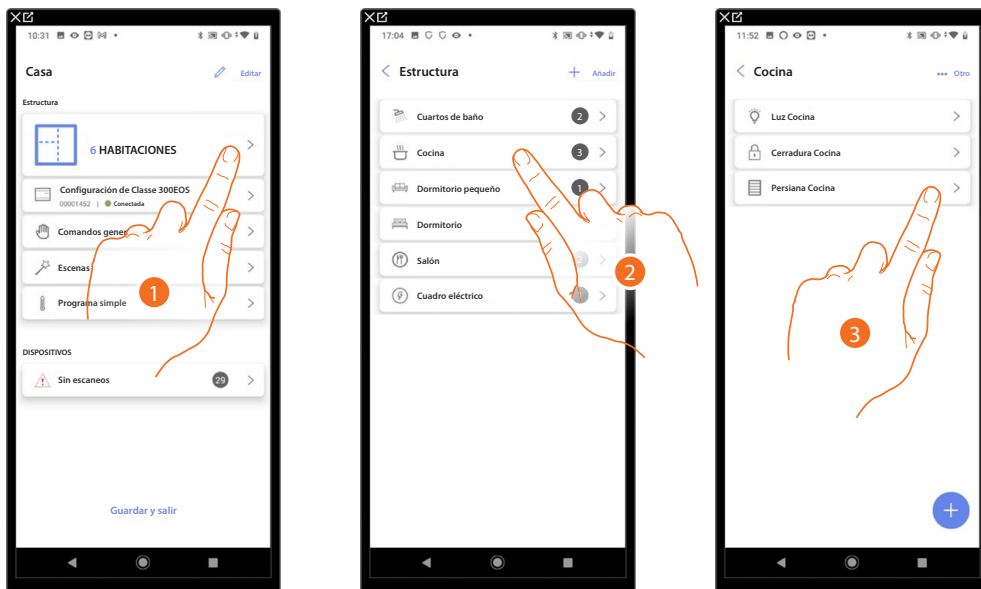 10:31
Casa
Editar
Estructura
6 HABITACIONES
Configuración de Classe 300EOS
00001452 | Conectada
Comandos gener
Escenas
Programa simple
1
DISPOSITIVOS
Sin escaneos
29
Guardar y salir
17:04
Estructura
Añadir
Cuartos de baño
2
Cocina
3
Dormitorio pequeño
1
Dormitorio
Salón
2
Cuadro eléctrico
11:52
Cocina
Otro
Luz Cocina
Cerradura Cocina
Persiana Cocina
3